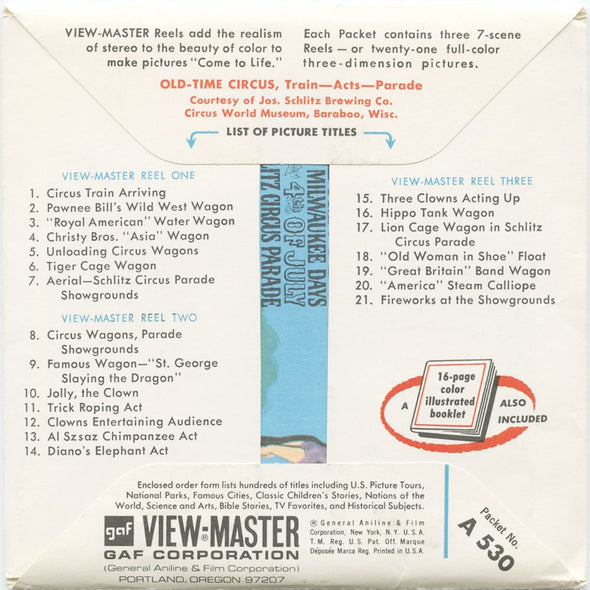 VIEW-MASTER Reels add the realism
of stereo to the beauty of color to
make pictures "Come to Life."
Each Packet contains three 7-scene
Reels — or twenty-one full-color
three-dimension pictures.
OLD-TIME CIRCUS, Train—Acts—Parade
Courtesy of Jos. Schlitz Brewing Co.
Circus World Museum, Baraboo, Wisc.
LIST OF PICTURE TITLES
VIEW-MASTER REEL ONE
1. Circus Train Arriving
2. Pawnee Bill's Wild West Wagon
3. "Royal American" Water Wagon
4. Christy Bros. "Asia" Wagon
5. Unloading Circus Wagons
6. Tiger Cage Wagon
7. Aerial—Schlitz Circus Parade
Showgrounds
VIEW-MASTER REEL TWO
8. Circus Wagons, Parade
Showgrounds
9. Famous Wagon—"St. George
Slaying the Dragon"
10. Jolly, the Clown
11. Trick Roping Act
12. Clowns Entertaining Audience
13. Al Szsaz Chimpanzee Act
14. Diano's Elephant Act
MILWAUKEE DAYS
4th OF JULY
ITZ CIRCUS PARADE
VIEW-MASTER REEL THREE
15. Three Clowns Acting Up
16. Hippo Tank Wagon
17. Lion Cage Wagon in Schlitz
Circus Parade
18. "Old Woman in Shoe" Float
19. "Great Britain" Band Wagon
20. "America" Steam Calliope
21. Fireworks at the Showgrounds
A
16-page
color
illustrated
booklet
ALSO
INCLUDED
Enclosed order form lists hundreds of titles including U.S. Picture Tours,
National Parks, Famous Cities, Classic Children's Stories, Nations of the
World, Science and Arts, Bible Stories, TV Favorites, and Historical Subjects.
gaf VIEW-MASTER®
GAF CORPORATION
(General Aniline & Film Corporation)
PORTLAND, OREGON 97207
® General Aniline & Film
Corporation, New York, N.Y. U.S.A.
T.M. Reg. U.S. Pat. Off. Marque
Déposée Marca Reg. Printed in U.S.A.
Packet No.
A 530